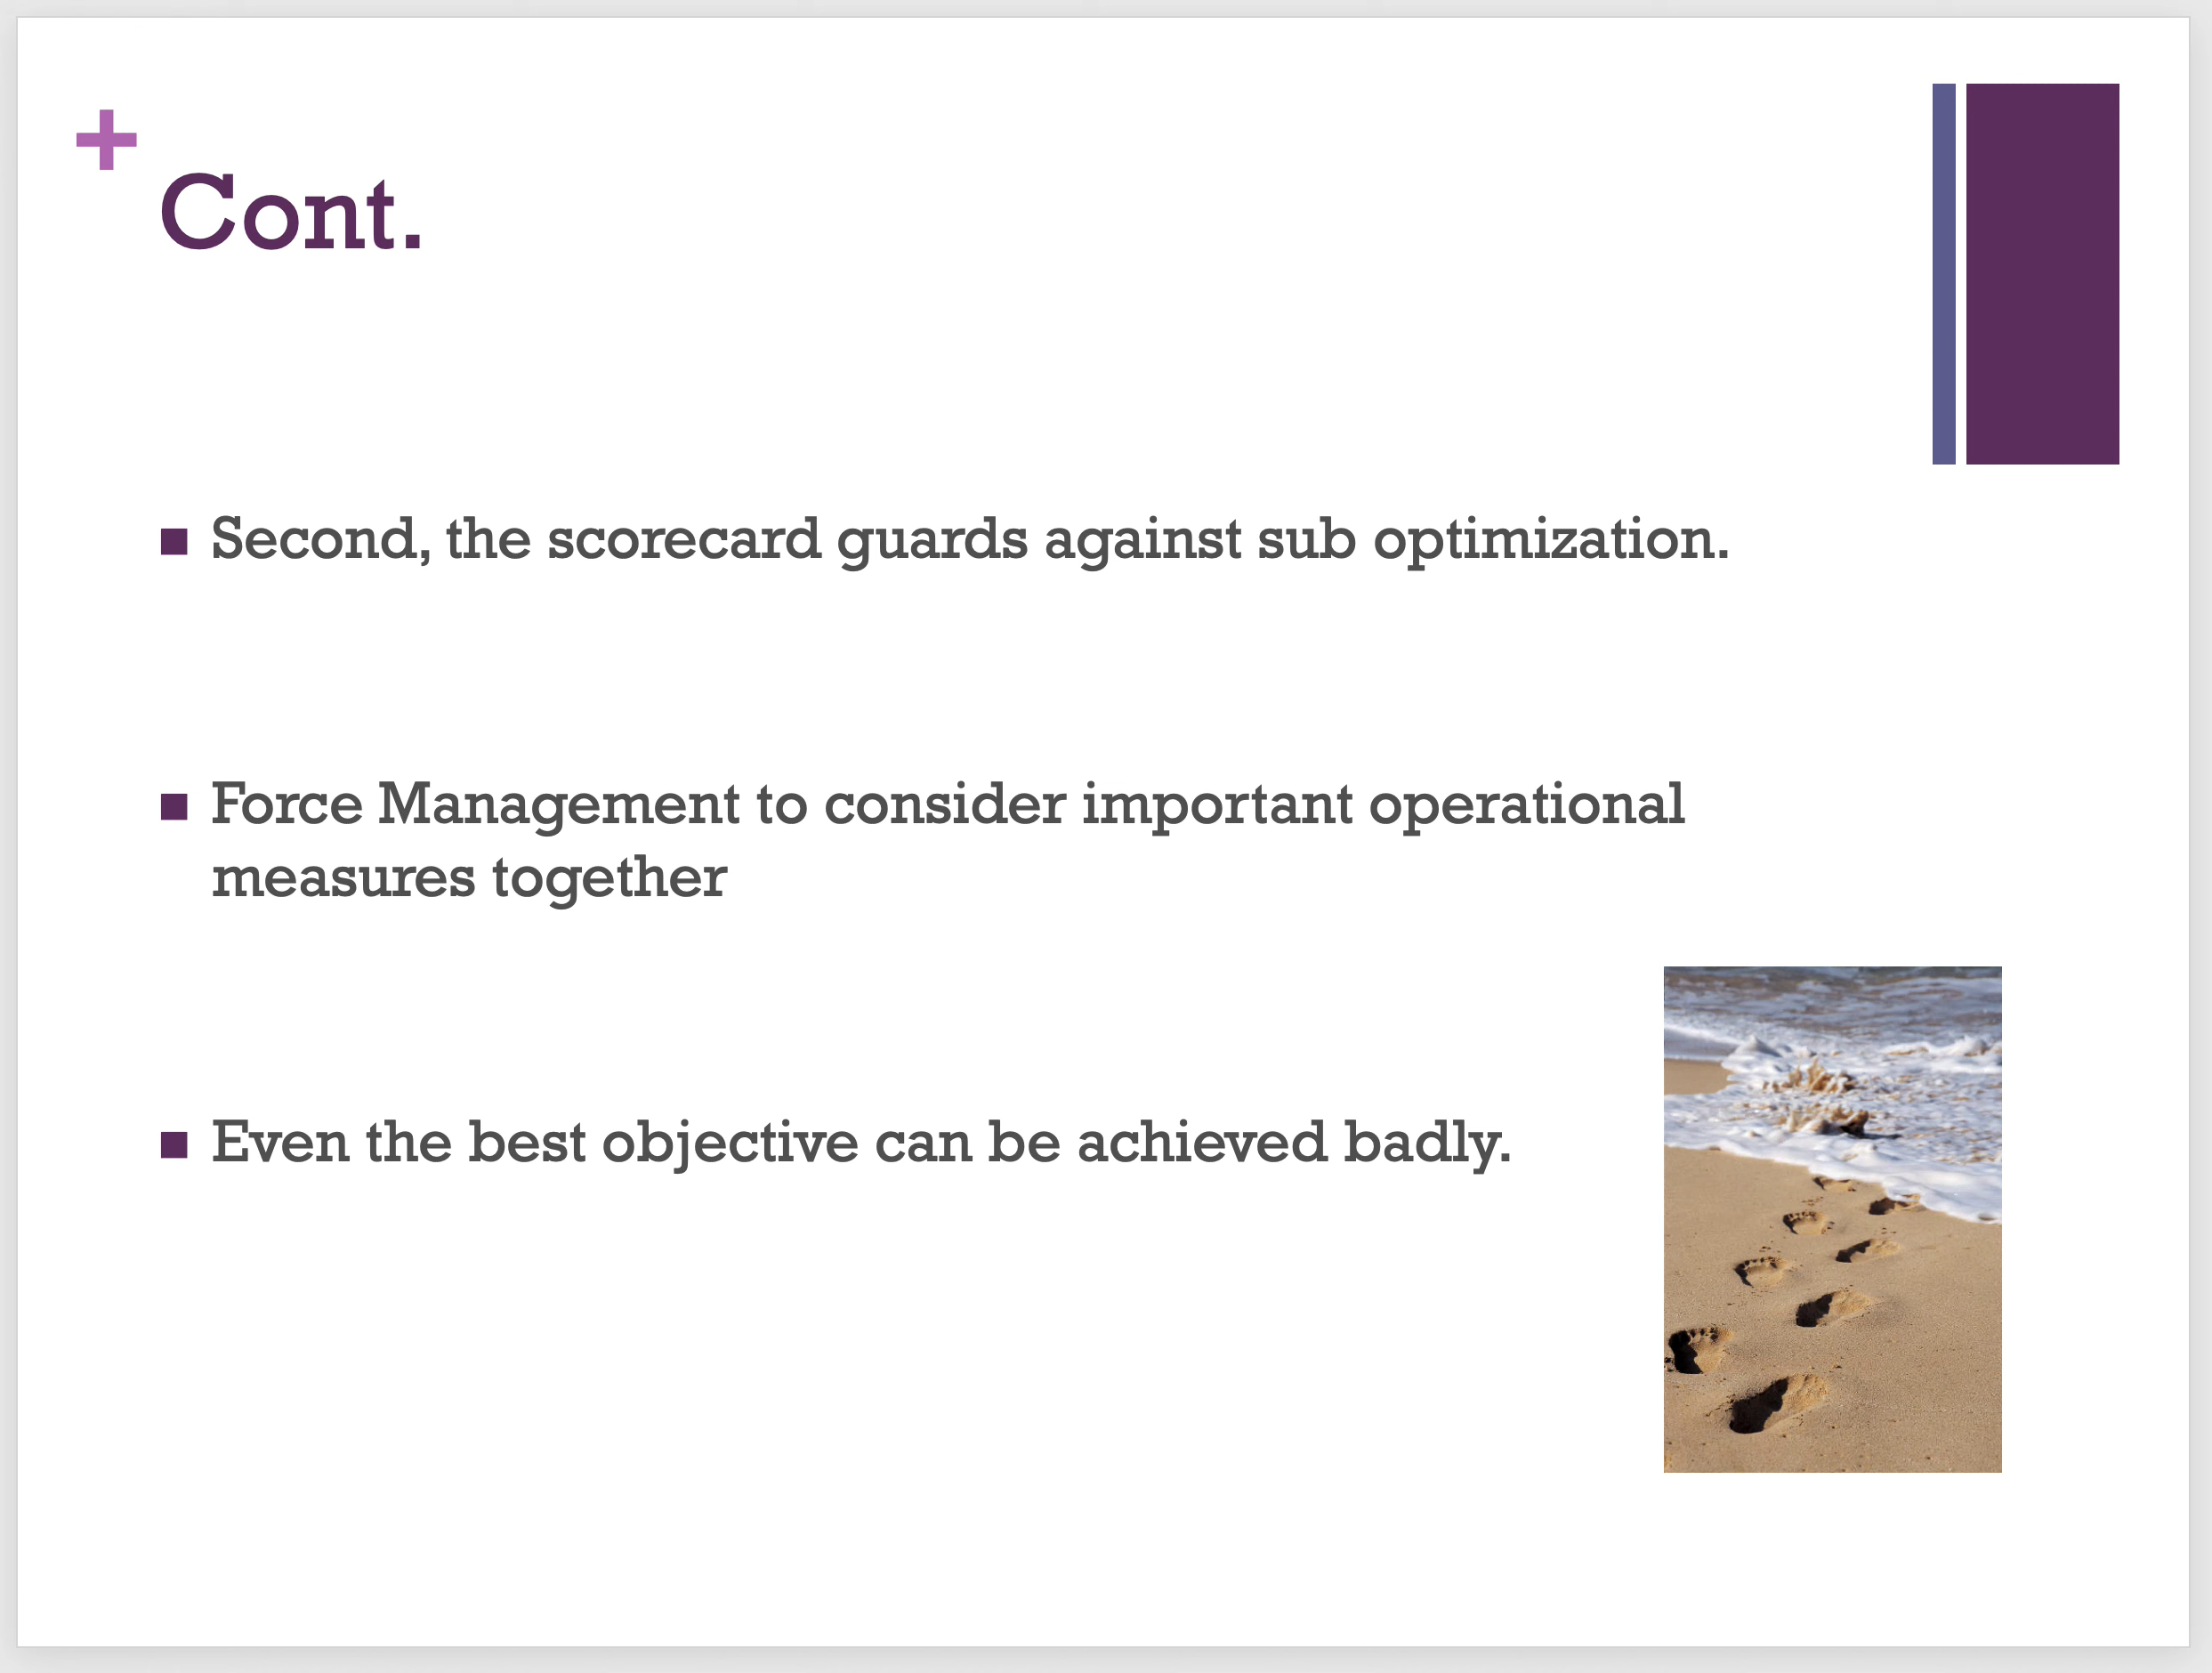 +
Cont.
■ Second, the scorecard guards against sub optimization.
■ Force Management to consider important operational
measures together
■ Even the best objective can be achieved badly.